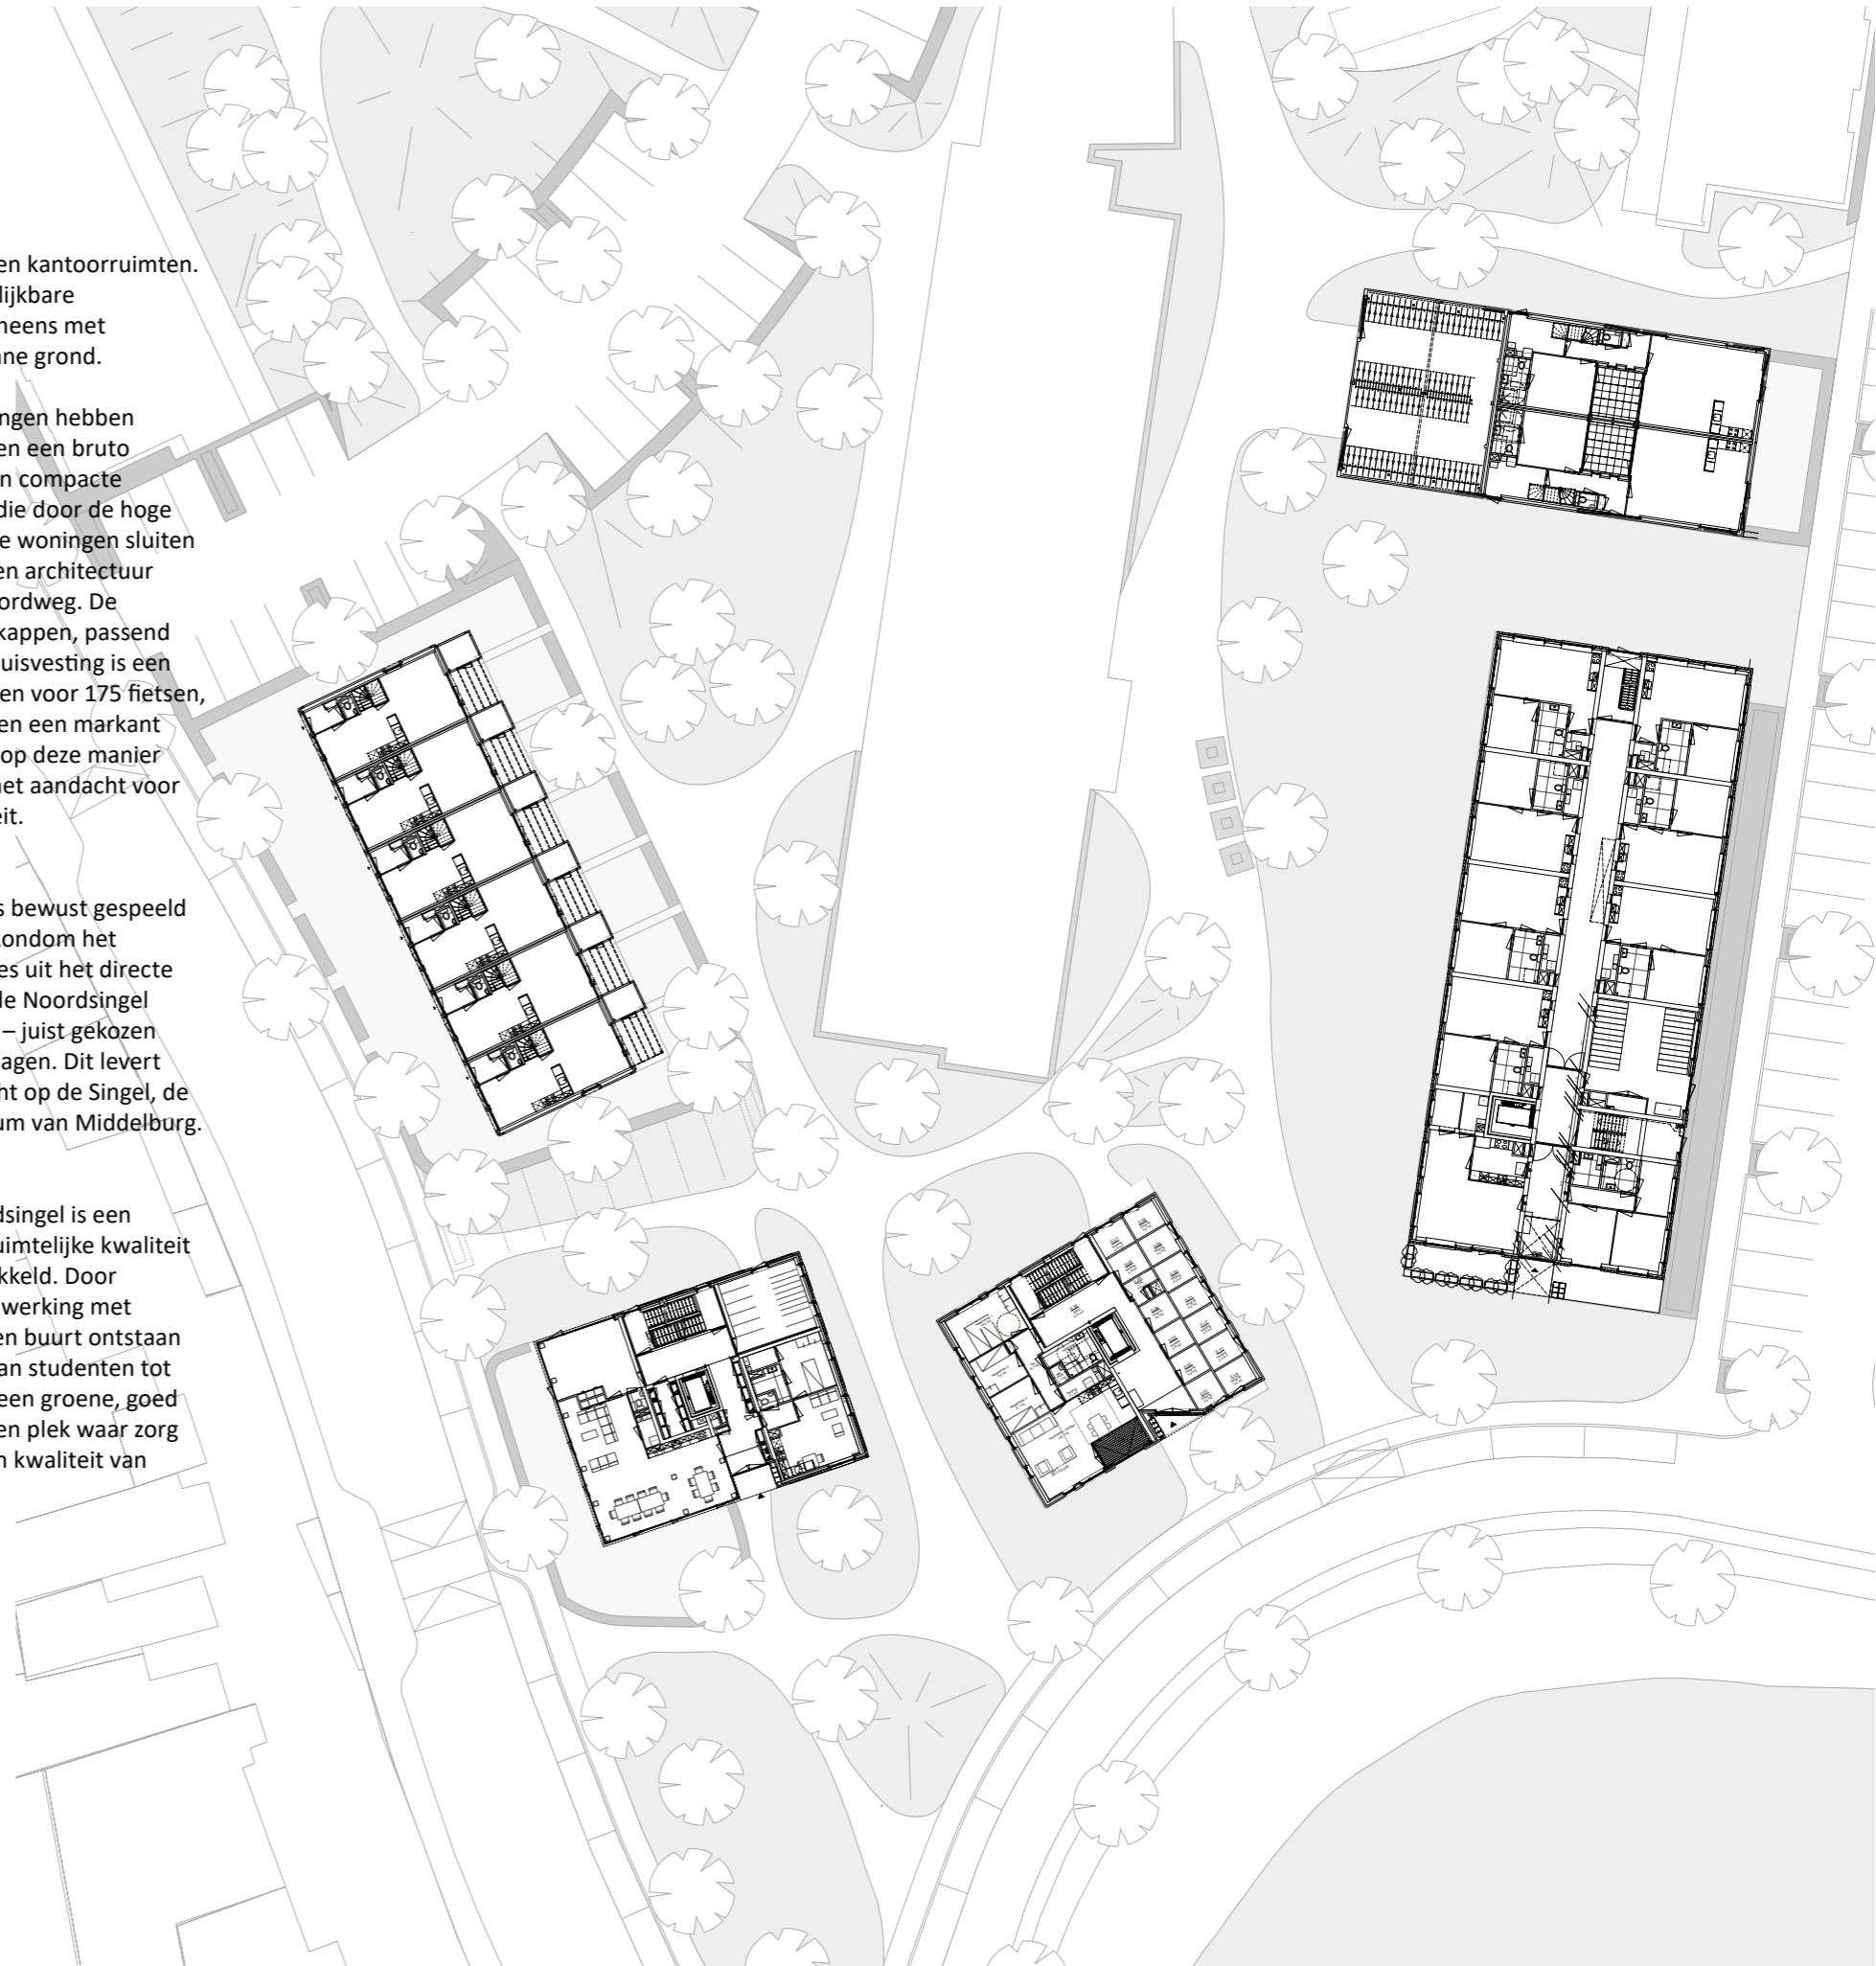 en kantoorruimten.
lijkbare
neens met
nne grond.
ngen hebben
en een bruto
n compacte
die door de hoge
e woningen sluiten
en architectuur
ordweg. De
kappen, passend
uisvesting is een
en voor 175 fietsen,
en een markant
op deze manier
net aandacht voor
eit.
s bewust gespeeld
ondom het
es uit het directe
de Noordsingel
– juist gekozen
agen. Dit levert
ht op de Singel, de
um van Middelburg.
dsingel is een
uimtelijke kwaliteit
kkeld. Door
werking met
en buurt ontstaan
an studenten tot
een groene, goed
en plek waar zorg
n kwaliteit van